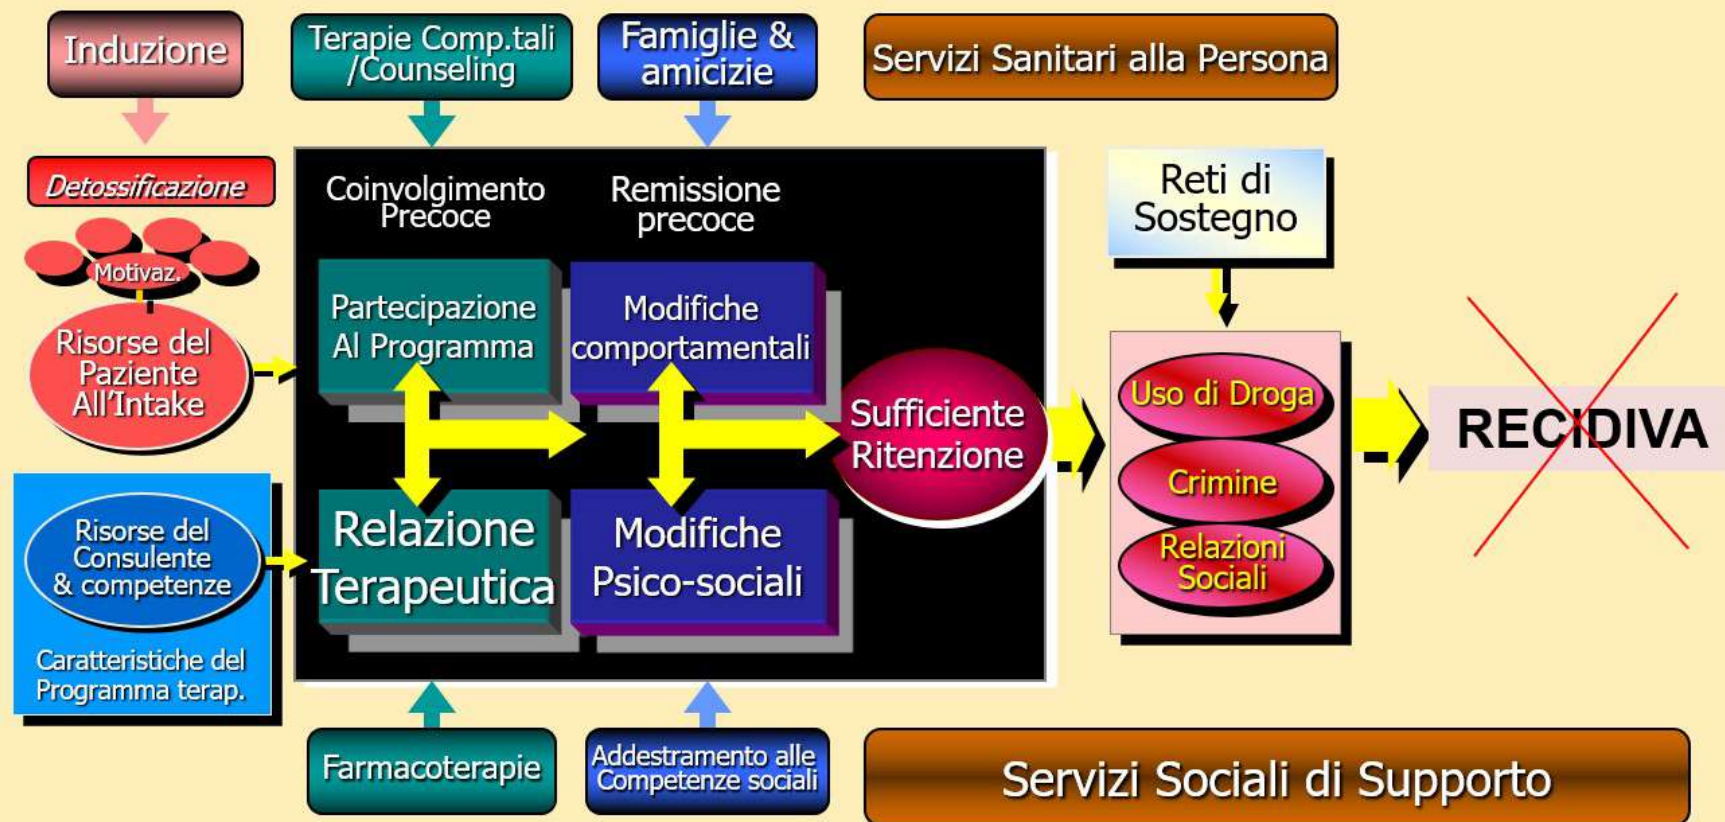 Induzione
Terapie Comp.tali
/Counseling
Famiglie &
amicizie
Servizi Sanitari alla Persona
Detossificazione
Motivaz.
Risorse del
Paziente
All'Intake
Risorse del
Consulente
& competenze
Caratteristiche del
Programma terap.
Coinvolgimento
Precoce
Remissione
precoce
Partecipazione
Al Programma
Modifiche
comportamentali
Relazione
Terapeutica
Modifiche
Psico-sociali
Sufficiente
Ritenzione
Reti di
Sostegno
Uso di Droga
Crimine
Relazioni
Sociali
RECIDIVA
Farmacoterapie
Addestramento alle
Competenze sociali
Servizi Sociali di Supporto